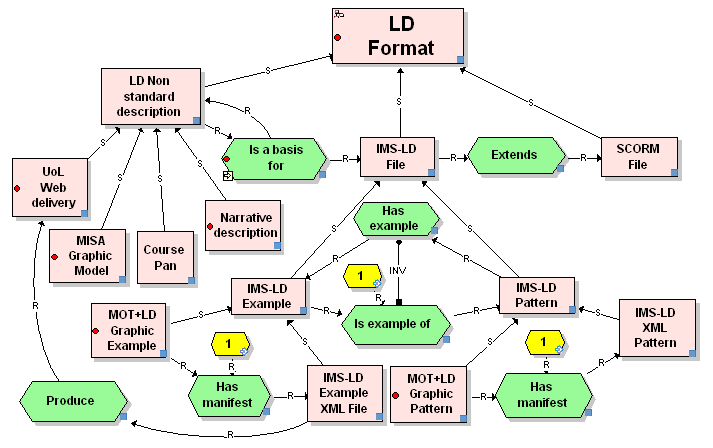 LD
Format
S
S
S
LD Non
standard
description
R
R
Is a basis
for
R
IMS-LD
File
R
Extends
R
SCORM
File
S
S
S
S
UoL
Web
delivery
MISA
Graphic
Model
Course
Pan
Narrative
description
S
S
Has
example
R
R
INV
1
R
IMS-LD
Example
R
Is example of
R
IMS-LD
Pattern
S
IMS-LD
XML
Pattern
R
MOT+LD
Graphic
Example
S
R
1
R
S
S
1
R
R
Produce
Has
manifest
R
IMS-LD
Example
XML File
MOT+LD
Graphic
Pattern
R
Has
manifest
R